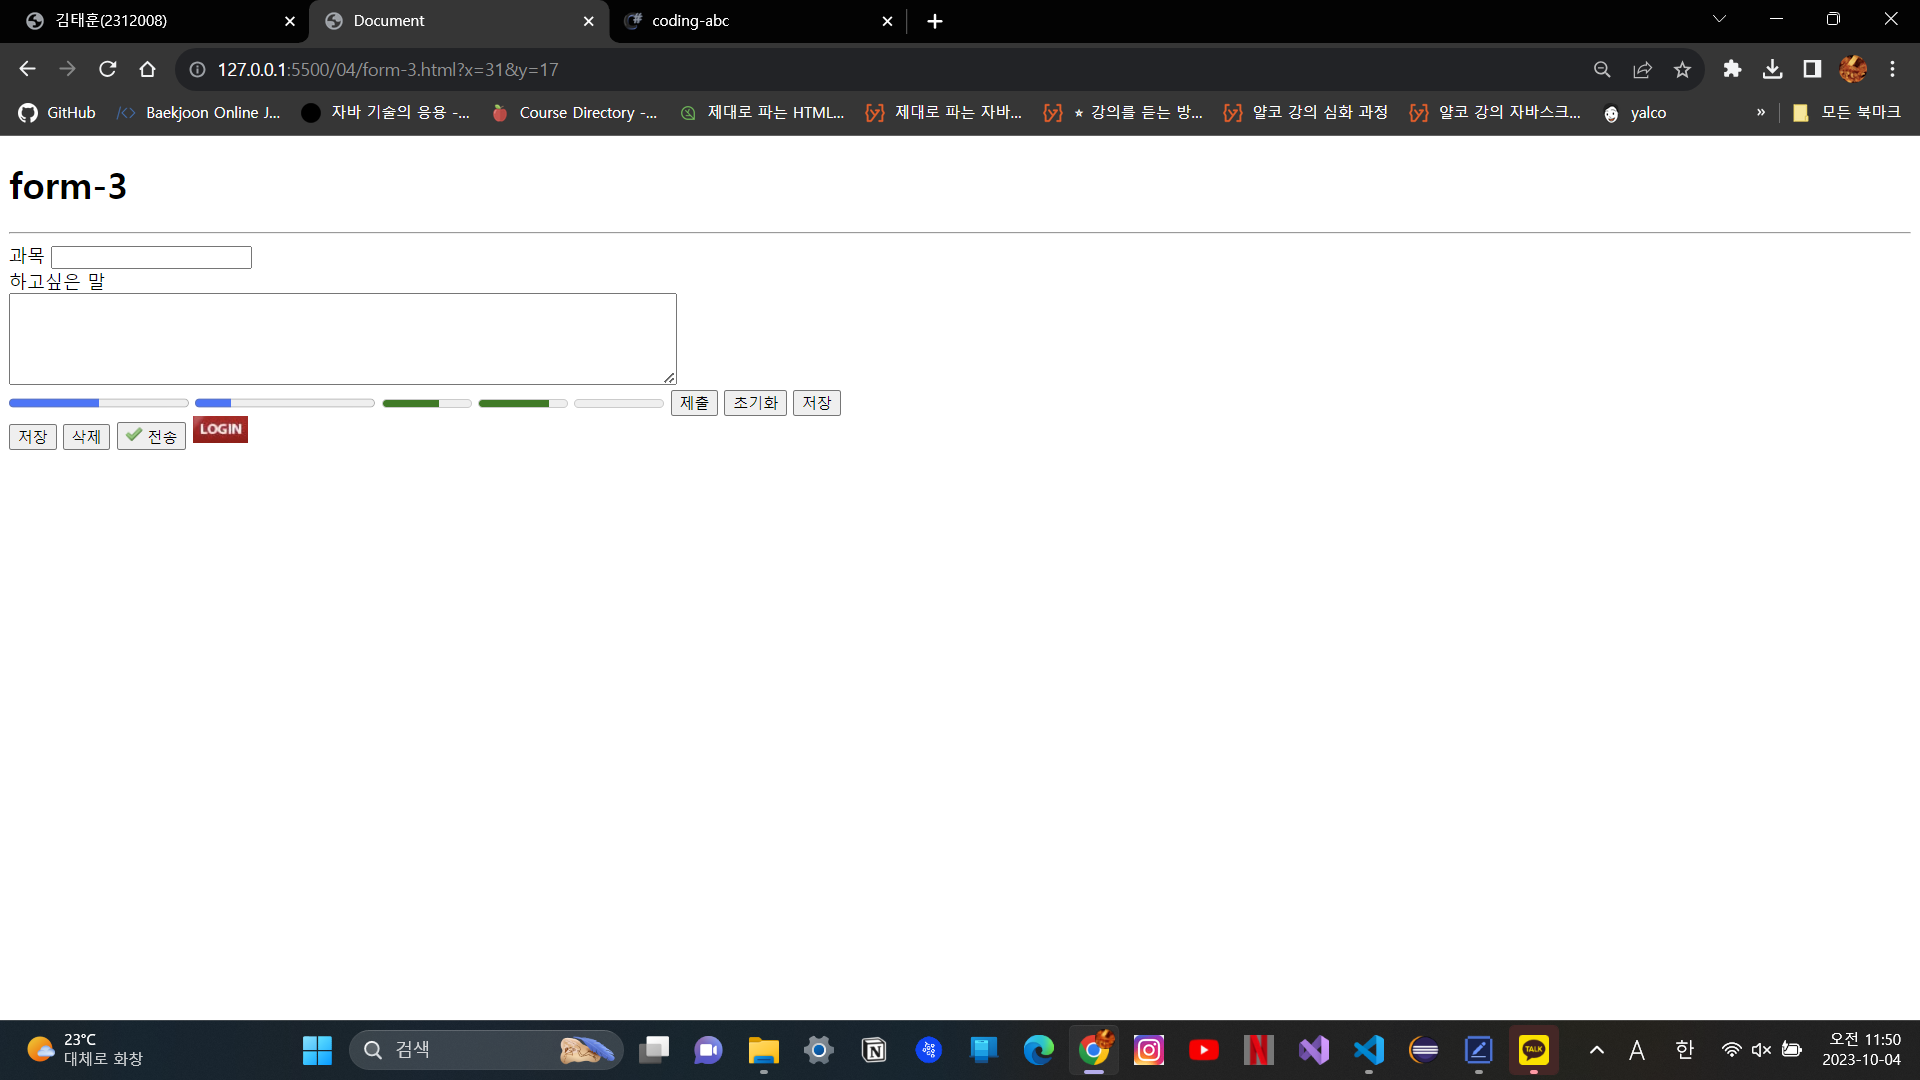 김태훈(2312008)
Document
coding-abc
127.0.0.1:5500/04/form-3.html?x=31&y=17
GitHub
Baekjoon Online J...
자바 기술의 응용 -...
Course Directory -...
제대로 파는 HTML...
제대로 파는 자바...
★ 강의를 듣는 방...
얄코 강의 심화 과정
얄코 강의 자바스크...
yalco
»
모든 북마크
form-3
과목
하고싶은 말
제출 초기화 저장
저장 삭제 전송 LOGIN
23°C
대체로 화창
검색
TALK
A
한
오전 11:50
2023-10-04